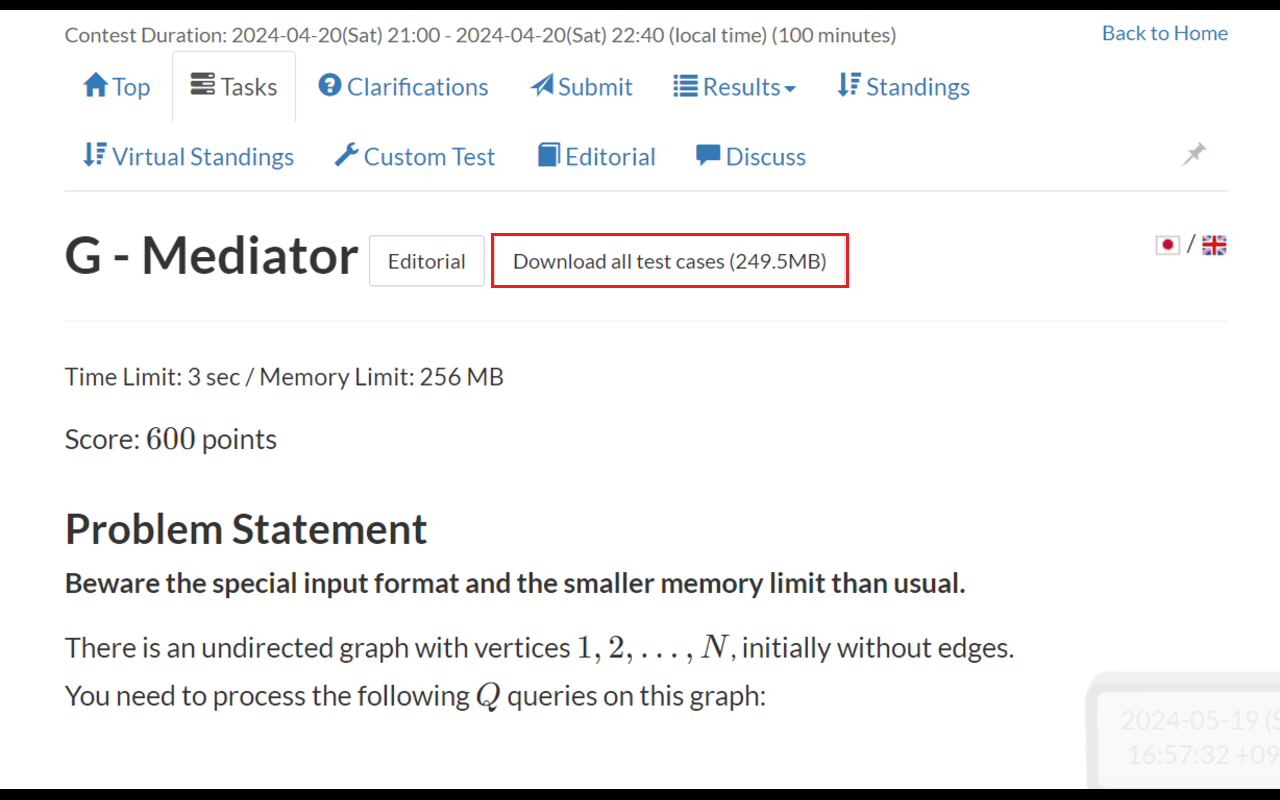 Contest Duration: 2024-04-20(Sat) 21:00 - 2024-04-20(Sat) 22:40 (local time) (100 minutes)
Back to Home
Top
Tasks
Clarifications
Submit
Results
Standings
Virtual Standings
Custom Test
Editorial
Discuss
G - Mediator
Editorial
Download all test cases (249.5MB)
/
Time Limit: 3 sec / Memory Limit: 256 MB
Score: 600 points
Problem Statement
Beware the special input format and the smaller memory limit than usual.
There is an undirected graph with vertices 1, 2, . . . , N, initially without edges.
You need to process the following Q queries on this graph:
2024-05-19 (S
16:57:32 +09